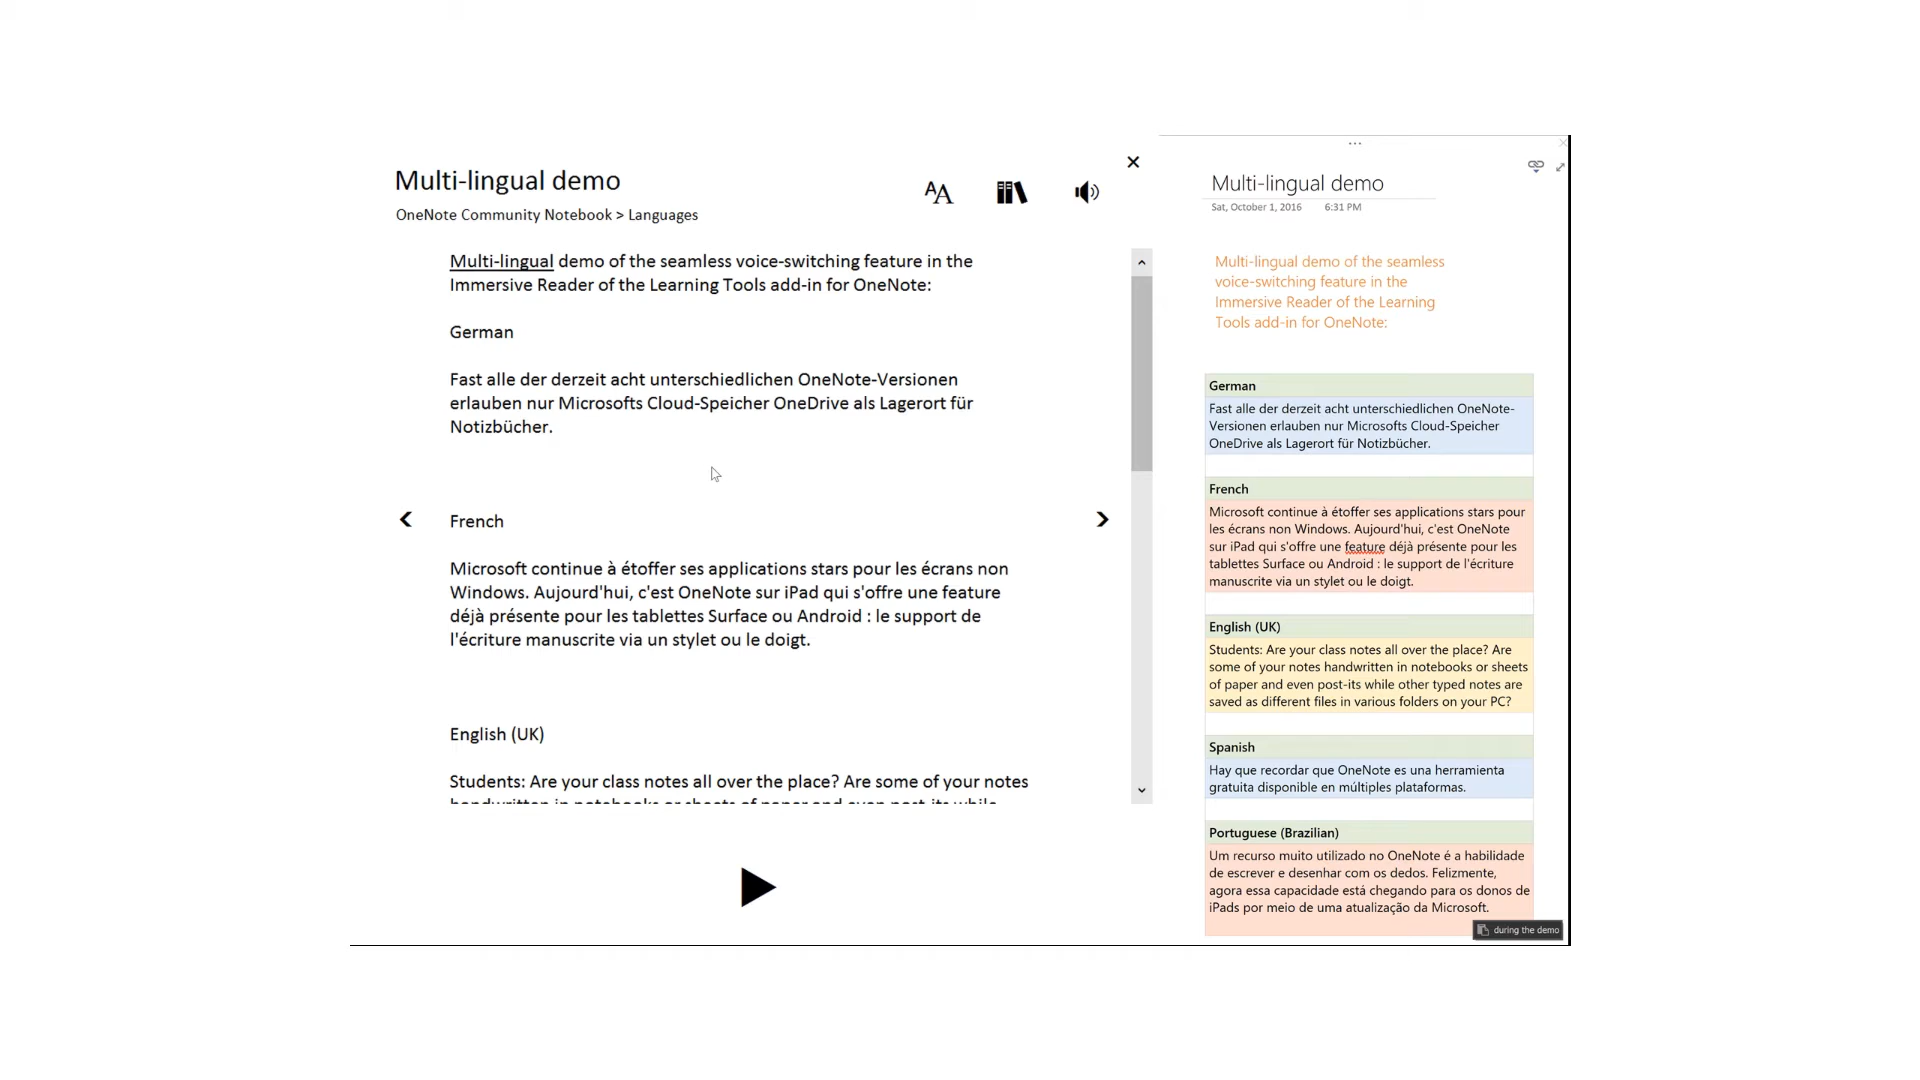 Multi-lingual demo
OneNote Community Notebook > Languages
Multi-lingual demo of the seamless voice-switching feature in the
Immersive Reader of the Learning Tools add-in for OneNote:
German
Fast alle der derzeit acht unterschiedlichen OneNote-Versionen
erlauben nur Microsofts Cloud-Speicher OneDrive als Lagerort für
Notizbücher.
French
Microsoft continue à étoffer ses applications stars pour les écrans non
Windows. Aujourd'hui, c'est OneNote sur iPad qui s'offre une feature
déjà présente pour les tablettes Surface ou Android : le support de
l'écriture manuscrite via un stylet ou le doigt.
English (UK)
Students: Are your class notes all over the place? Are some of your notes
handwritten in notebooks or sheets of paper and even post-its while
Multi-lingual demo
Sat, October 1, 2016 6:31 PM
Multi-lingual demo of the seamless
voice-switching feature in the
Immersive Reader of the Learning
Tools add-in for OneNote:
German
Fast alle der derzeit acht unterschiedlichen OneNote-
Versionen erlauben nur Microsofts Cloud-Speicher
OneDrive als Lagerort für Notizbücher.
French
Microsoft continue à étoffer ses applications stars pour
les écrans non Windows. Aujourd'hui, c'est OneNote
sur iPad qui s'offre une feature déjà présente pour les
tablettes Surface ou Android : le support de l'écriture
manuscrite via un stylet ou le doigt.
English (UK)
Students: Are your class notes all over the place? Are
some of your notes handwritten in notebooks or sheets
of paper and even post-its while other typed notes are
saved as different files in various folders on your PC?
Spanish
Hay que recordar que OneNote es una herramienta
gratuita disponible en múltiples plataformas.
Portuguese (Brazilian)
Um recurso muito utilizado no OneNote é a habilidade
de escrever e desenhar com os dedos. Felizmente,
agora essa capacidade está chegando para os donos de
iPads por meio de uma atualização da Microsoft.
during the demo